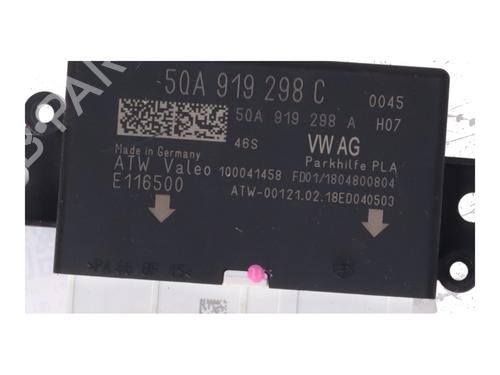 5QA 919 298 C 0045
5QA 919 298 A H07
46S VW AG
Made in Germany Parkhilfe PLA
ATW Valeo 100041458 FD01/1804800804
E116500 ATW-00121.02.18ED040503